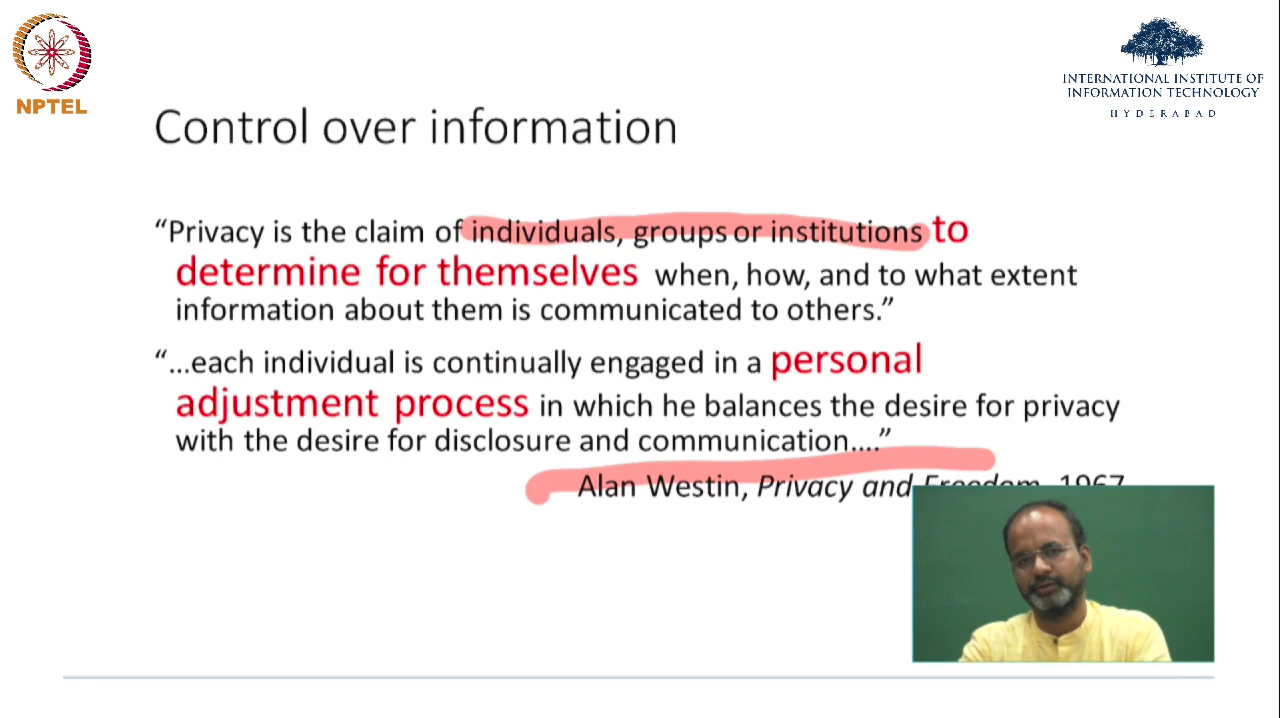 NPTEL
INTERNATIONAL INSTITUTE OF
INFORMATION TECHNOLOGY
HYDERABAD
Control over information
“Privacy is the claim of individuals, groups or institutions to
determine for themselves when, how, and to what extent
information about them is communicated to others.”
“…each individual is continually engaged in a personal
adjustment process in which he balances the desire for privacy
with the desire for disclosure and communication….”
Alan Westin, Privacy and Freedom, 1967